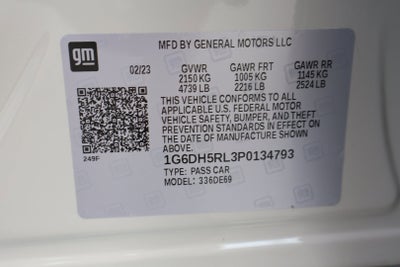 gm
MFD BY GENERAL MOTORS LLC
02/23 GVWR GAWR FRT GAWR RR
2150 KG 1005 KG 1145 KG
4739 LB 2216 LB 2524 LB
THIS VEHICLE CONFORMS TO ALL
APPLICABLE U.S. FEDERAL MOTOR
VEHICLE SAFETY, BUMPER, AND THEFT
PREVENTION STANDARDS IN EFFECT ON
THE DATE OF MANUFACTURE SHOWN ABOVE.
249F
1G6DH5RL3P0134793
TYPE: PASS CAR
MODEL: 336DE69